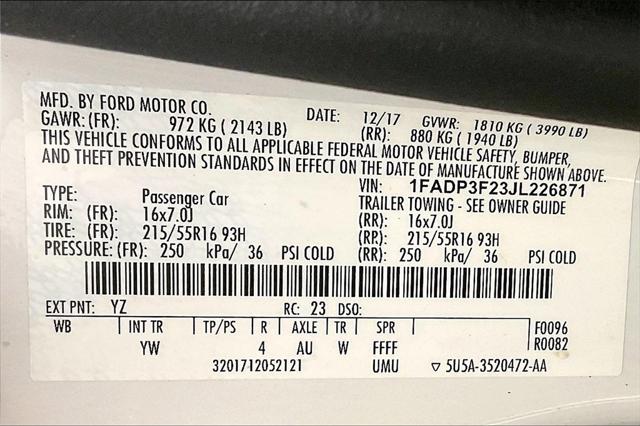 MFD. BY FORD MOTOR CO. DATE: 12/17 GVWR: 1810 KG ( 3990 LB)
GAWR: (FR): 972 KG ( 2143 LB) (RR): 880 KG ( 1940 LB)
THIS VEHICLE CONFORMS TO ALL APPLICABLE FEDERAL MOTOR VEHICLE SAFETY, BUMPER,
AND THEFT PREVENTION STANDARDS IN EFFECT ON THE DATE OF MANUFACTURE SHOWN ABOVE.
VIN: 1FADP3F23JL226871
TYPE: Passenger Car TRAILER TOWING - SEE OWNER GUIDE
RIM: (FR): 16x7.0J (RR): 16x7.0J
TIRE: (FR): 215/55R16 93H (RR): 215/55R16 93H
PRESSURE: (FR): 250 kPa/ 36 PSI COLD (RR): 250 kPa/ 36 PSI COLD
EXT PNT: YZ RC: 23 DSO:
WB INT TR TP/PS R AXLE TR SPR F0096
YW 4 AU W FFFF R0082
3201712052121 UMU ▽ 5U5A-3520472-AA